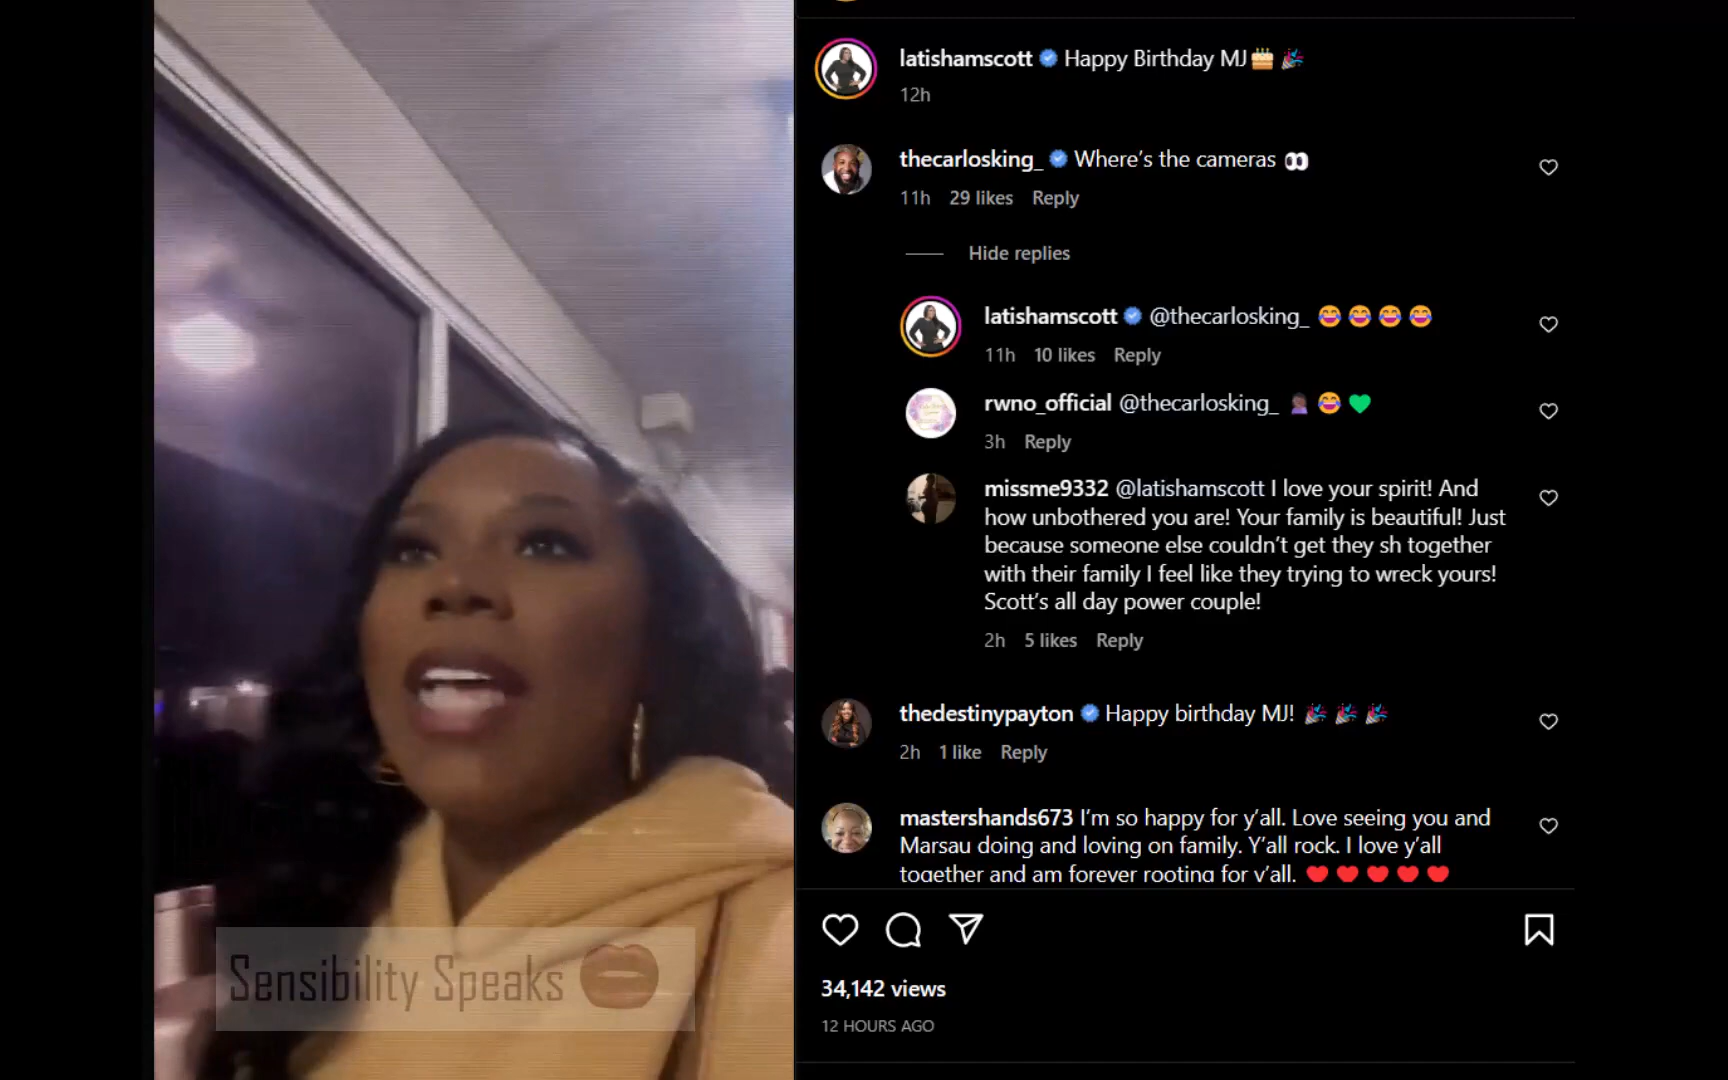 latishamscott Happy Birthday MJ🎂🎉
12h
thecarlosking_ Where's the cameras 👀
11h 29 likes Reply
Hide replies
latishamscott @thecarlosking_ 😂😂😂😂
11h 10 likes Reply
rwno_official @thecarlosking_ 🤦🏾‍♀️😂💚
3h Reply
missme9332 @latishamscott I love your spirit! And
how unbothered you are! Your family is beautiful! Just
because someone else couldn't get they sh together
with their family I feel like they trying to wreck yours!
Scott's all day power couple!
2h 5 likes Reply
thedestinypayton Happy birthday MJ! 🎉🎉🎉
2h 1 like Reply
mastershands673 I'm so happy for y'all. Love seeing you and
Marsau doing and loving on family. Y'all rock. I love y'all
together and am forever rooting for y'all. ❤️❤️❤️❤️❤️
Sensibility Speaks
34,142 views
12 HOURS AGO